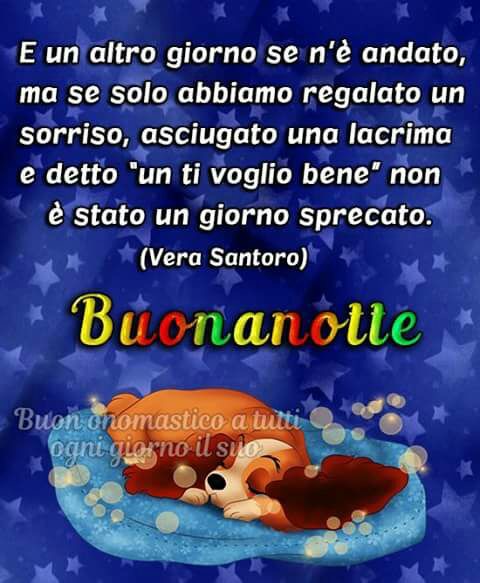 E un altro giorno se n'è andato,
ma se solo abbiamo regalato un
sorriso, asciugato una lacrima
e detto "un ti voglio bene" non
è stato un giorno sprecato.
(Vera Santoro)
Buonanotte
Buon onomastico a tutti
ogni giorno il suo